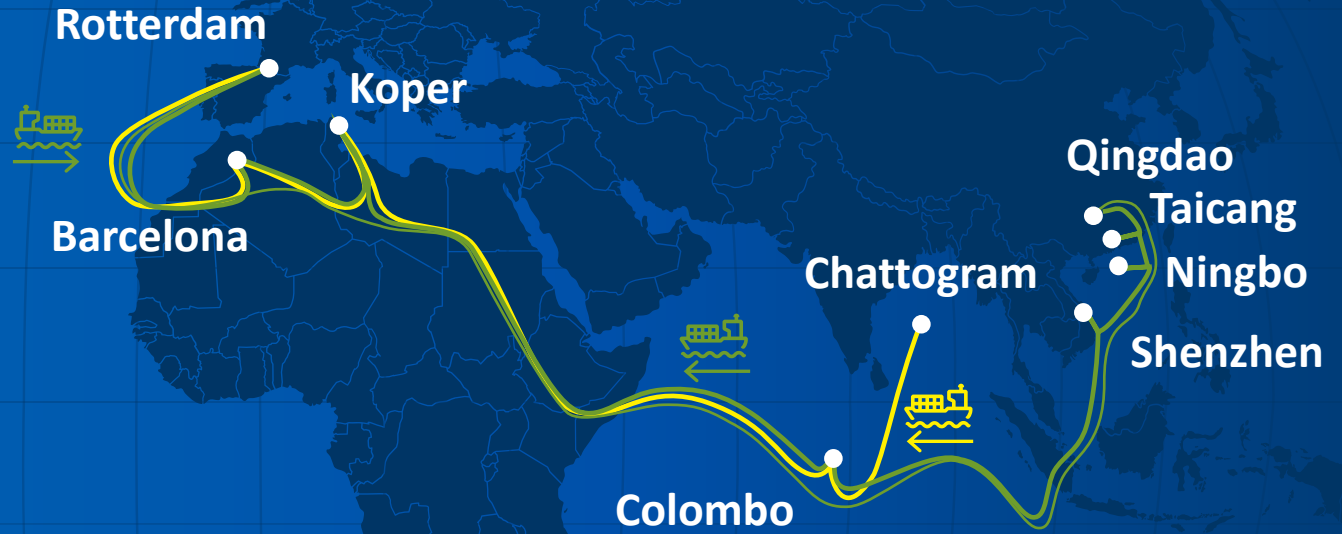 Rotterdam
Koper
Barcelona
Qingdao
Taicang
Chattogram
Ningbo
Shenzhen
Colombo